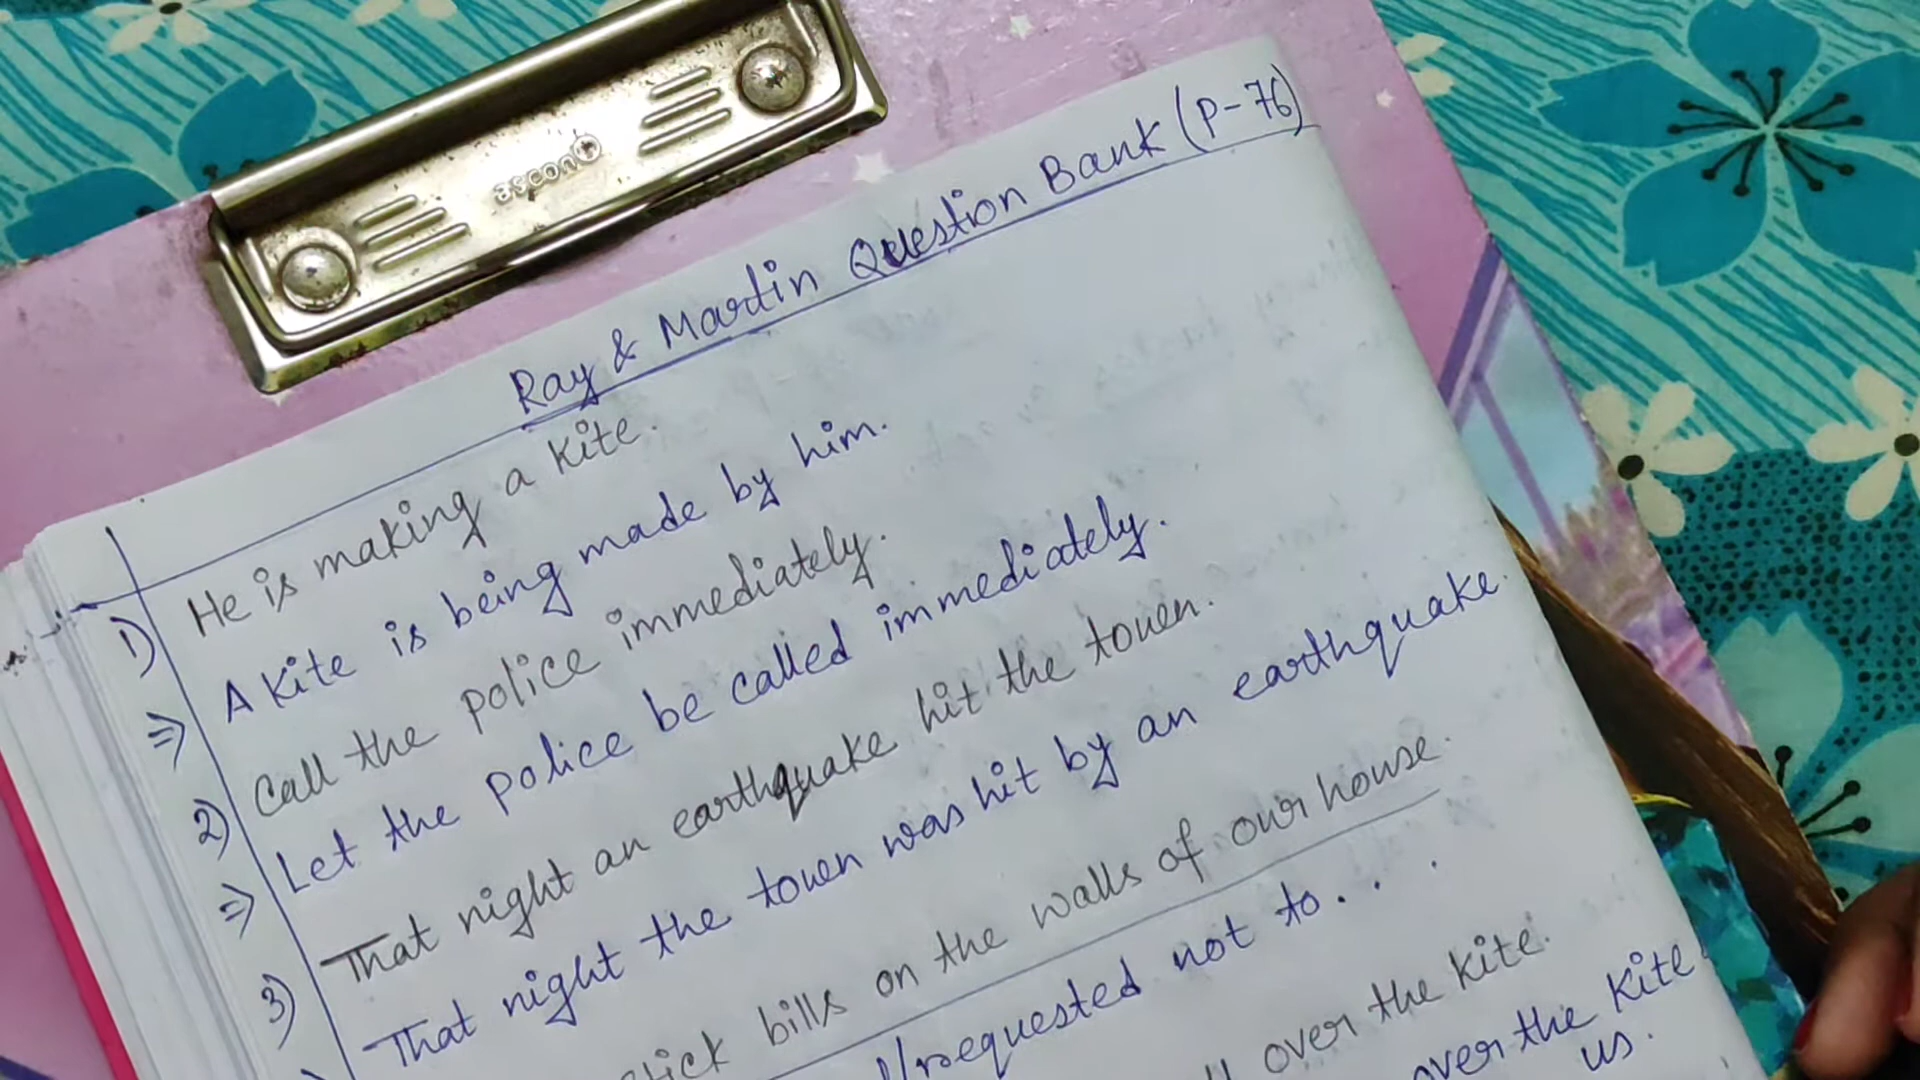 ascon
Ray & Martin Question Bank (P-76)
1) He is making a kite.
⇒ A kite is being made by him.
2) Call the police immediately.
⇒ Let the police be called immediately.
3) That night an earthquake hit the town.
That night the town was hit by an earthquake.
stick bills on the walls of our house.
/requested not to...
over the kite.
over the kite
us.